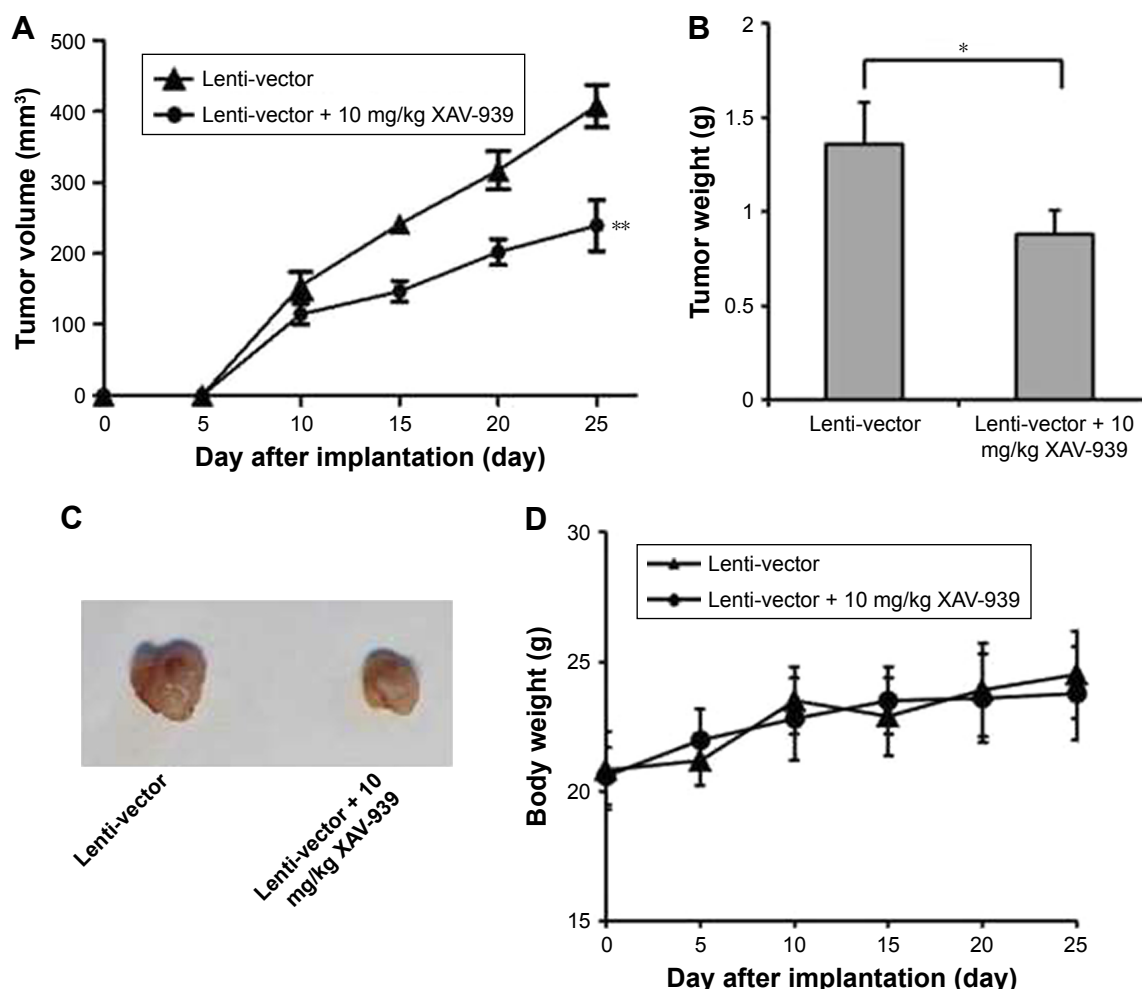 A
500
400
300
200
100
0
Tumor volume (mm³)
Lenti-vector
Lenti-vector + 10 mg/kg XAV-939
**
0 5 10 15 20 25
Day after implantation (day)
B
2
1.5
1
0.5
0
Tumor weight (g)
*
Lenti-vector
Lenti-vector + 10
mg/kg XAV-939
C
Lenti-vector
Lenti-vector + 10
mg/kg XAV-939
D
30
25
20
15
Body weight (g)
Lenti-vector
Lenti-vector + 10 mg/kg XAV-939
0 5 10 15 20 25
Day after implantation (day)